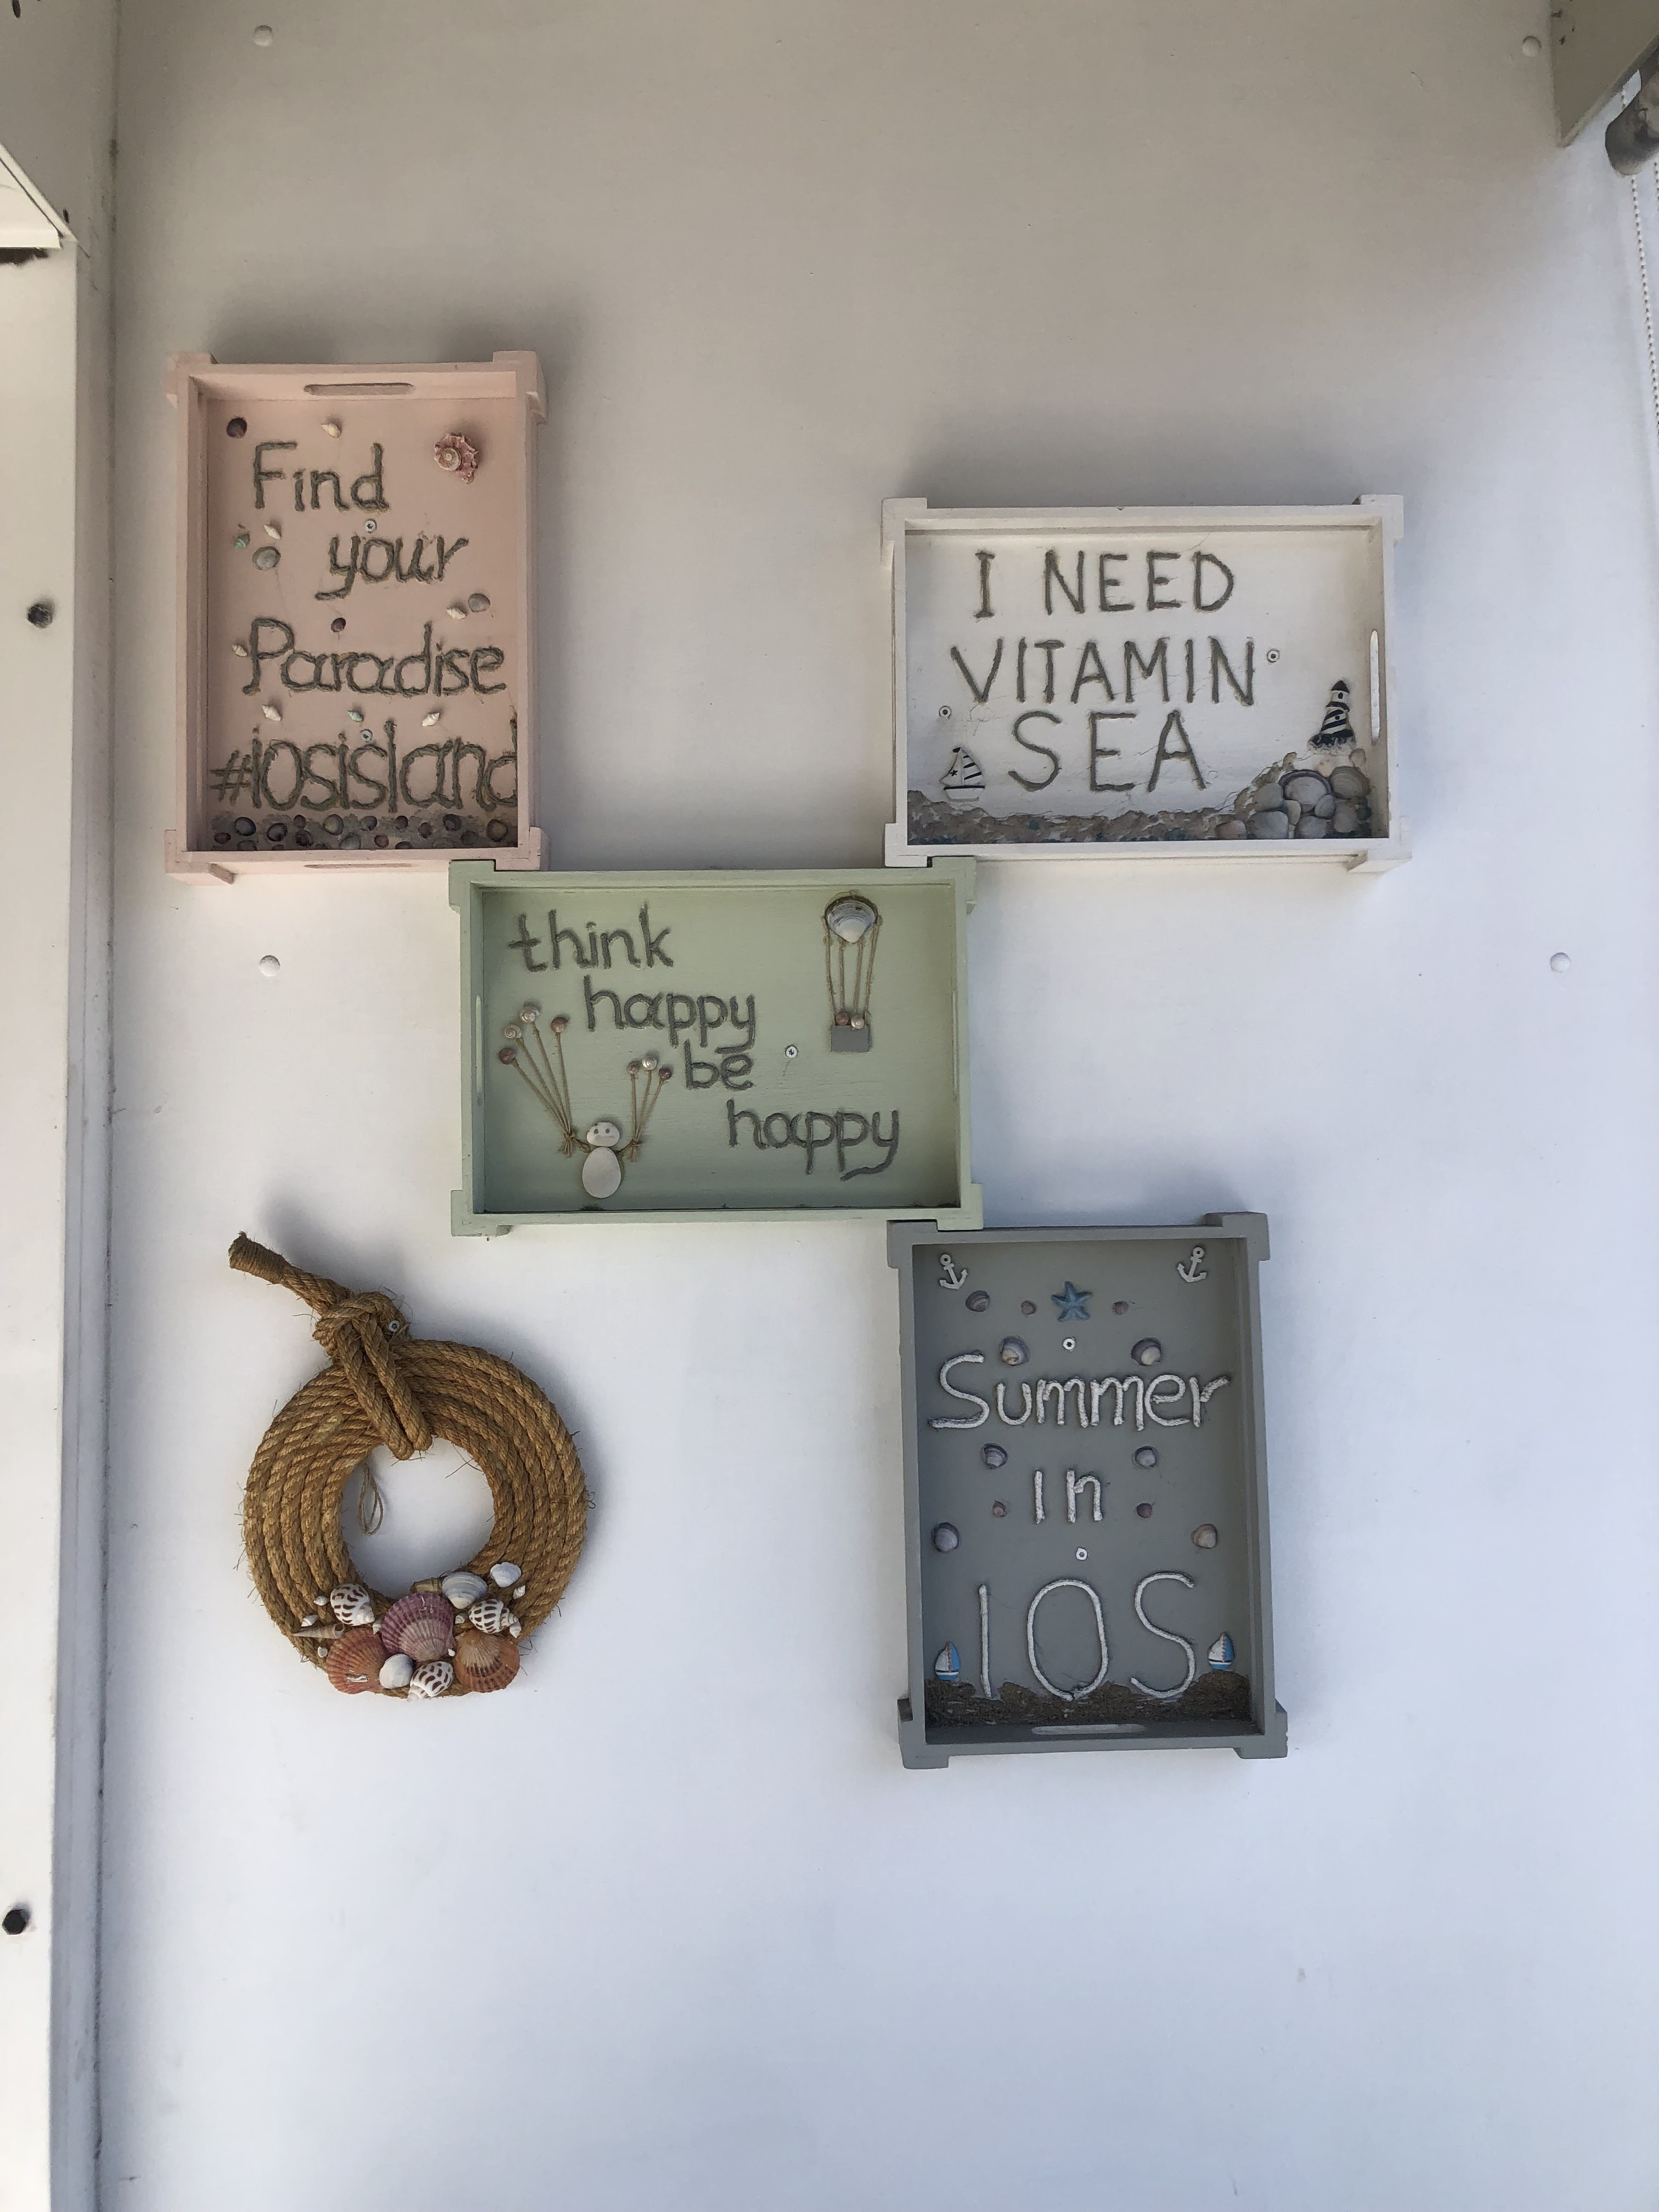 Find
your
Paradise
#iosisland
I NEED
VITAMIN
SEA
think
happy
be
happy
Summer
in
IOS